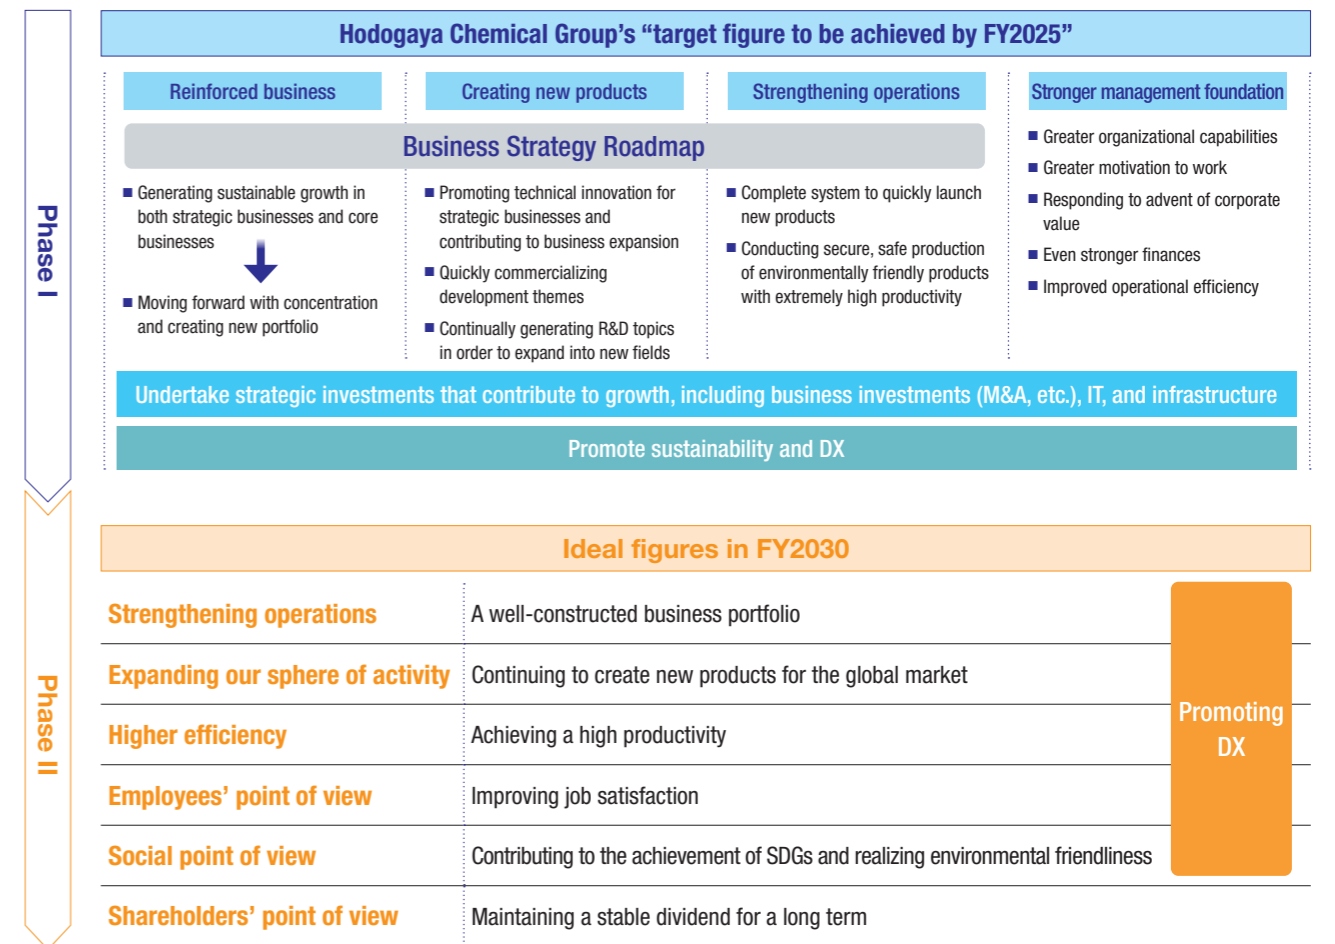 Hodogaya Chemical Group's “target figure to be achieved by FY2025”
Phase I
Reinforced business
Creating new products
Strengthening operations
Stronger management foundation
Business Strategy Roadmap
■ Generating sustainable growth in
both strategic businesses and core
businesses
■ Moving forward with concentration
and creating new portfolio
■ Promoting technical innovation for
strategic businesses and
contributing to business expansion
■ Quickly commercializing
development themes
■ Continually generating R&D topics
in order to expand into new fields
■ Complete system to quickly launch
new products
■ Conducting secure, safe production
of environmentally friendly products
with extremely high productivity
■ Greater organizational capabilities
■ Greater motivation to work
■ Responding to advent of corporate
value
■ Even stronger finances
■ Improved operational efficiency
Undertake strategic investments that contribute to growth, including business investments (M&A, etc.), IT, and infrastructure
Promote sustainability and DX
Phase II
Ideal figures in FY2030
Strengthening operations
A well-constructed business portfolio
Expanding our sphere of activity
Continuing to create new products for the global market
Higher efficiency
Achieving a high productivity
Employees' point of view
Improving job satisfaction
Social point of view
Contributing to the achievement of SDGs and realizing environmental friendliness
Shareholders' point of view
Maintaining a stable dividend for a long term
Promoting
DX